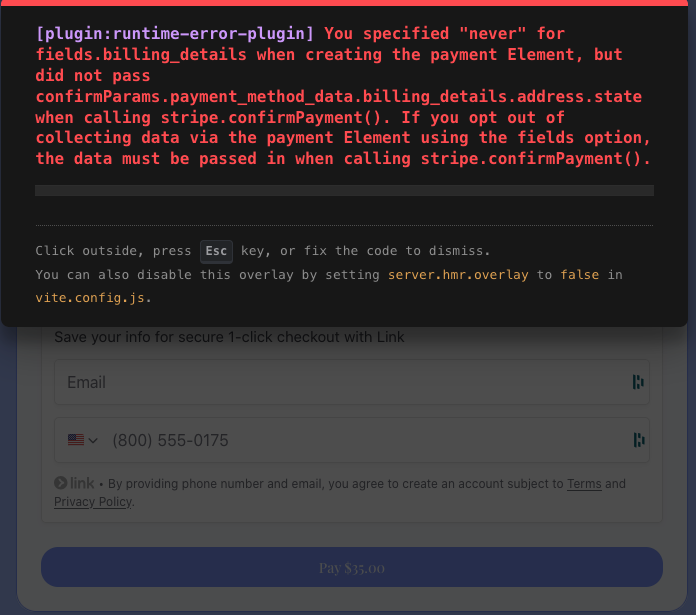 [plugin:runtime-error-plugin] You specified "never" for
fields.billing_details when creating the payment Element, but
did not pass
confirmParams.payment_method_data.billing_details.address.state
when calling stripe.confirmPayment(). If you opt out of
collecting data via the payment Element using the fields option,
the data must be passed in when calling stripe.confirmPayment().
Click outside, press Esc key, or fix the code to dismiss.
You can also disable this overlay by setting server.hmr.overlay to false in
vite.config.js.
Save your info for secure 1-click checkout with Link
Email
(800) 555-0175
link • By providing phone number and email, you agree to create an account subject to Terms and
Privacy Policy.
Pay $35.00